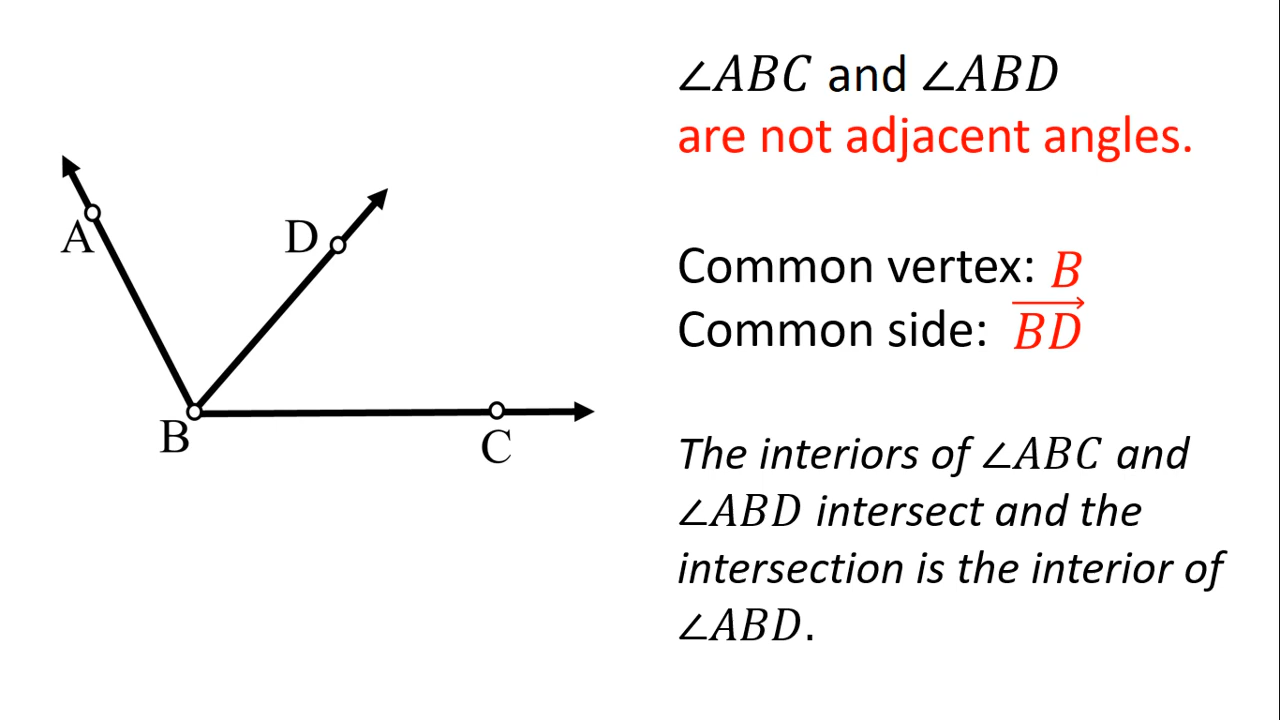 ∠ABC and ∠ABD
are not adjacent angles.
A
D
Common vertex: B
Common side: \overrightarrow{BD}
B
C
The interiors of ∠ABC and
∠ABD intersect and the
intersection is the interior of
∠ABD.